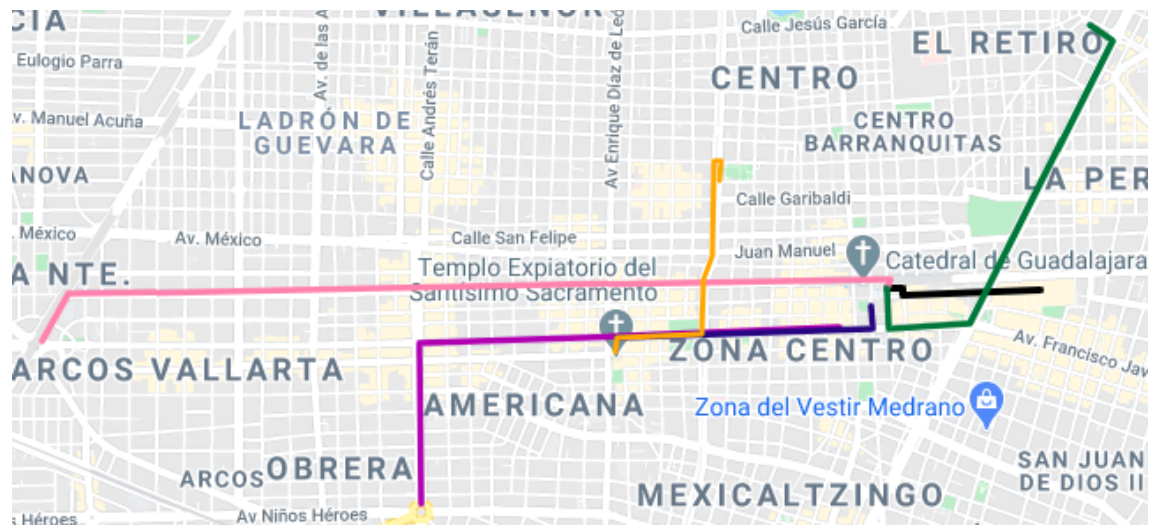 CIA
VILLASEÑOR
Calle Jesús García
Eulogio Parra
Av. de las A
Calle Andrés Terán
Av Enrique Díaz de Leó
EL RETIRO
CENTRO
v. Manuel Acuña
LADRÓN DE
GUEVARA
CENTRO
BARRANQUITAS
ANOVA
LA PER
Calle Garibaldi
. México
Av. México
Calle San Felipe
Juan Manuel
Catedral de Guadalajara
A NTE.
Templo Expiatorio del
Santísimo Sacramento
ARCOS VALLARTA
ZONA CENTRO
Av. Francisco Jav
AMERICANA
Zona del Vestir Medrano
ARCOS
OBRERA
SAN JUAN
DE DIOS II
MEXICALTZINGO
s Héroes
Av Niños Héroes